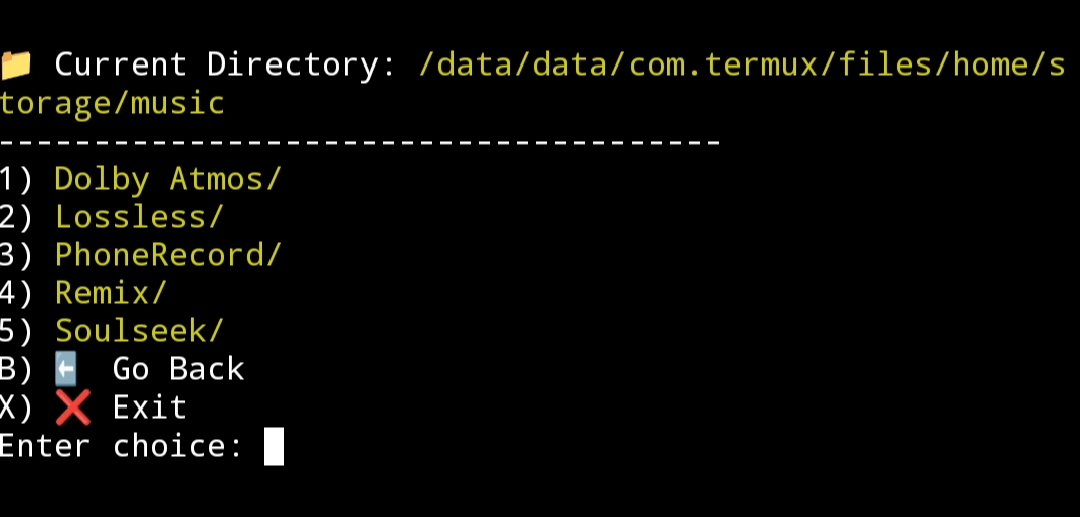 📁 Current Directory: /data/data/com.termux/files/home/s
torage/music
------------------------------------
1) Dolby Atmos/
2) Lossless/
3) PhoneRecord/
4) Remix/
5) Soulseek/
B) ⬅️ Go Back
X) ❌ Exit
Enter choice: